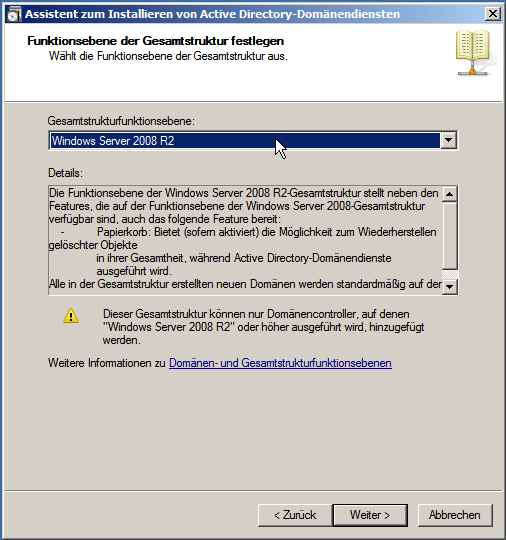 Assistent zum Installieren von Active Directory-Domänendiensten
Funktionsebene der Gesamtstruktur festlegen
Wählt die Funktionsebene der Gesamtstruktur aus.
Gesamtstrukturfunktionsebene:
Windows Server 2008 R2
Details:
Die Funktionsebene der Windows Server 2008 R2-Gesamtstruktur stellt neben den
Features, die auf der Funktionsebene der Windows Server 2008-Gesamtstruktur
verfügbar sind, auch das folgende Feature bereit:
- Papierkorb: Bietet (sofern aktiviert) die Möglichkeit zum Wiederherstellen
gelöschter Objekte
in ihrer Gesamtheit, während Active Directory-Domänendienste
ausgeführt wird.
Alle in der Gesamtstruktur erstellten neuen Domänen werden standardmäßig auf der
Dieser Gesamtstruktur können nur Domänencontroller, auf denen
"Windows Server 2008 R2" oder höher ausgeführt wird, hinzugefügt
werden.
Weitere Informationen zu Domänen- und Gesamtstrukturfunktionsebenen
< Zurück Weiter > Abbrechen